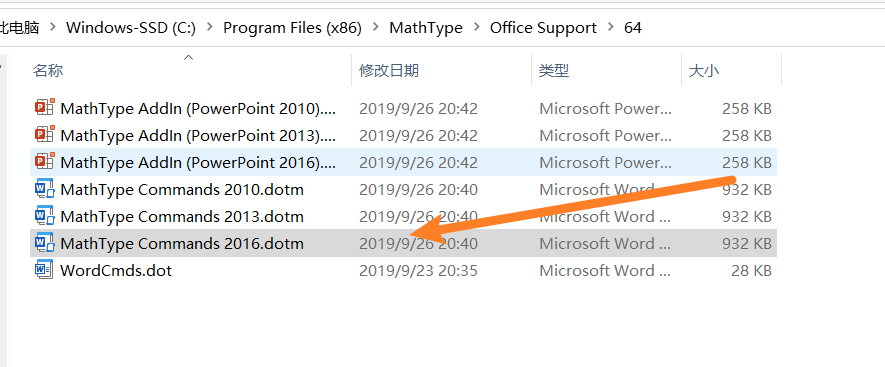 此电脑 > Windows-SSD (C:) > Program Files (x86) > MathType > Office Support > 64
名称 修改日期 类型 大小
MathType AddIn (PowerPoint 2010).... 2019/9/26 20:42 Microsoft Power... 258 KB
MathType AddIn (PowerPoint 2013).... 2019/9/26 20:42 Microsoft Power... 258 KB
MathType AddIn (PowerPoint 2016).... 2019/9/26 20:42 Microsoft Power... 258 KB
MathType Commands 2010.dotm 2019/9/26 20:40 Microsoft Word ... 932 KB
MathType Commands 2013.dotm 2019/9/26 20:40 Microsoft Word ... 932 KB
MathType Commands 2016.dotm 2019/9/26 20:40 Microsoft Word ... 932 KB
WordCmds.dot 2019/9/23 20:35 Microsoft Word ... 28 KB